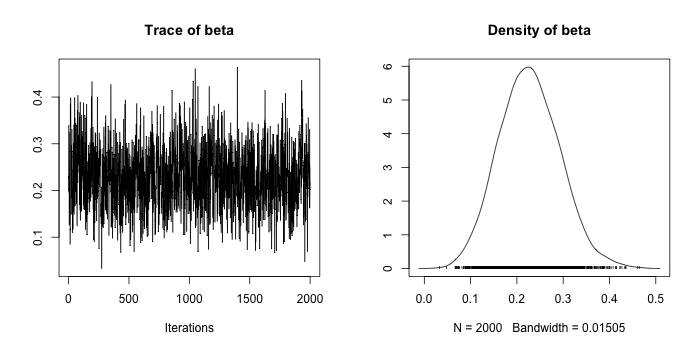 Trace of beta
0.4
0.3
0.2
0.1
0 500 1000 1500 2000
Iterations
Density of beta
6
5
4
3
2
1
0
0.0 0.1 0.2 0.3 0.4 0.5
N = 2000 Bandwidth = 0.01505